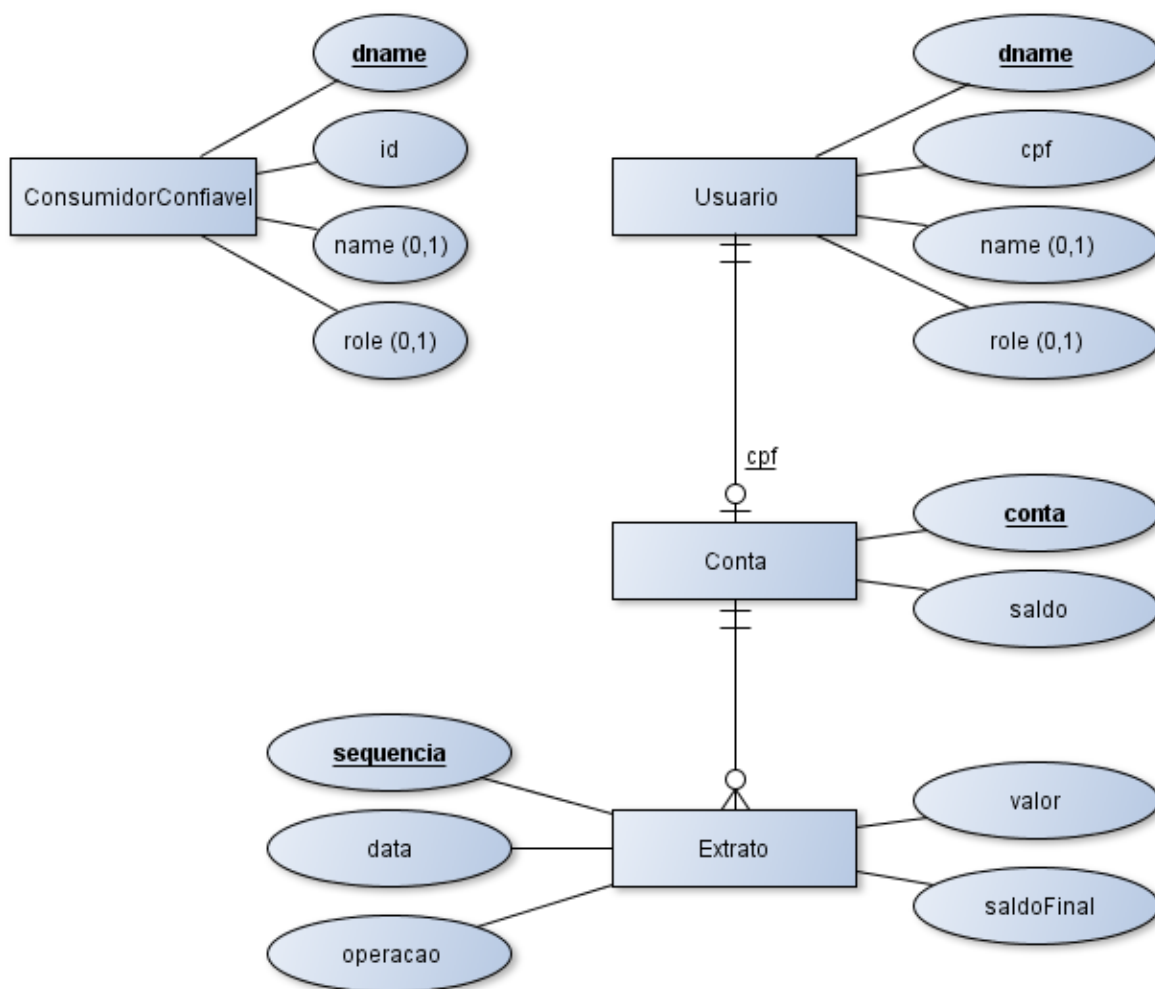 dname
id
ConsumidorConfiavel
name (0,1)
role (0,1)
dname
cpf
Usuario
name (0,1)
role (0,1)
cpf
conta
Conta
saldo
sequencia
data
operacao
Extrato
valor
saldoFinal